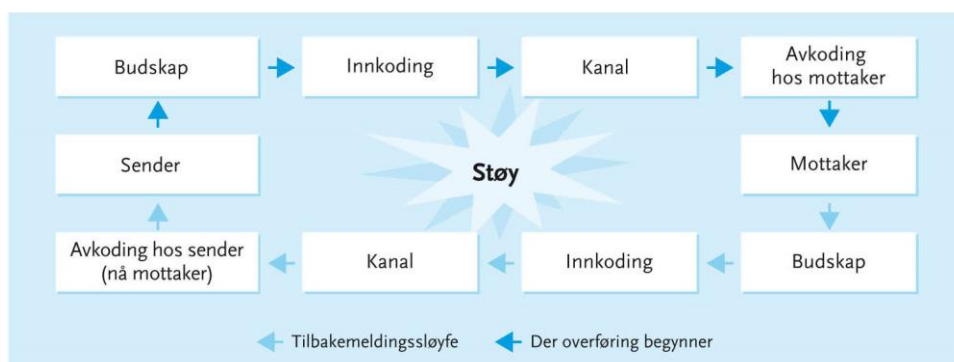 Budskap
Innkoding
Kanal
Avkoding
hos mottaker
Sender
Støy
Mottaker
Avkoding hos sender
(nå mottaker)
Kanal
Innkoding
Budskap
Tilbakemeldingssløyfe
Der overføring begynner